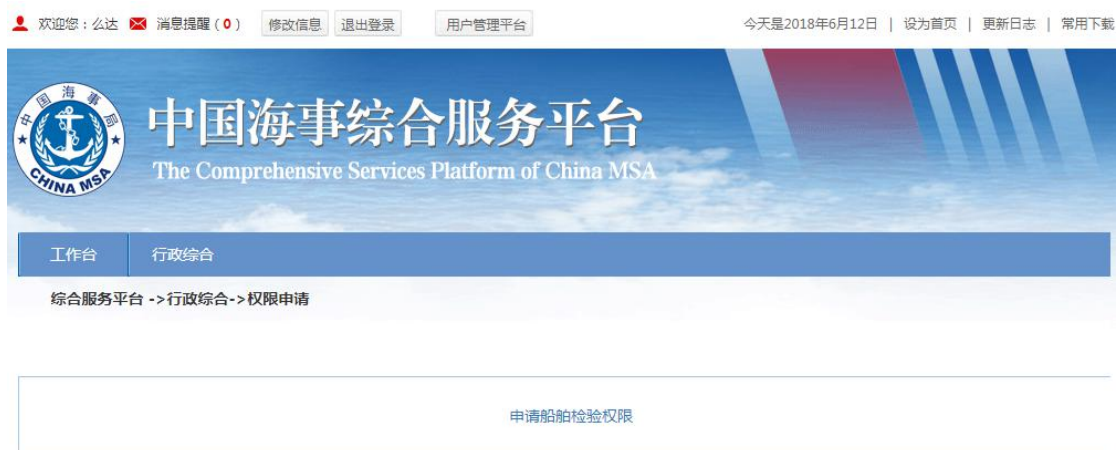 欢迎您：么达 消息提醒（0） 修改信息 退出登录 用户管理平台 今天是2018年6月12日 | 设为首页 | 更新日志 | 常用下载
中国海事局
CHINA MSA
中国海事综合服务平台
The Comprehensive Services Platform of China MSA
工作台 行政综合
综合服务平台 ->行政综合->权限申请
申请船舶检验权限